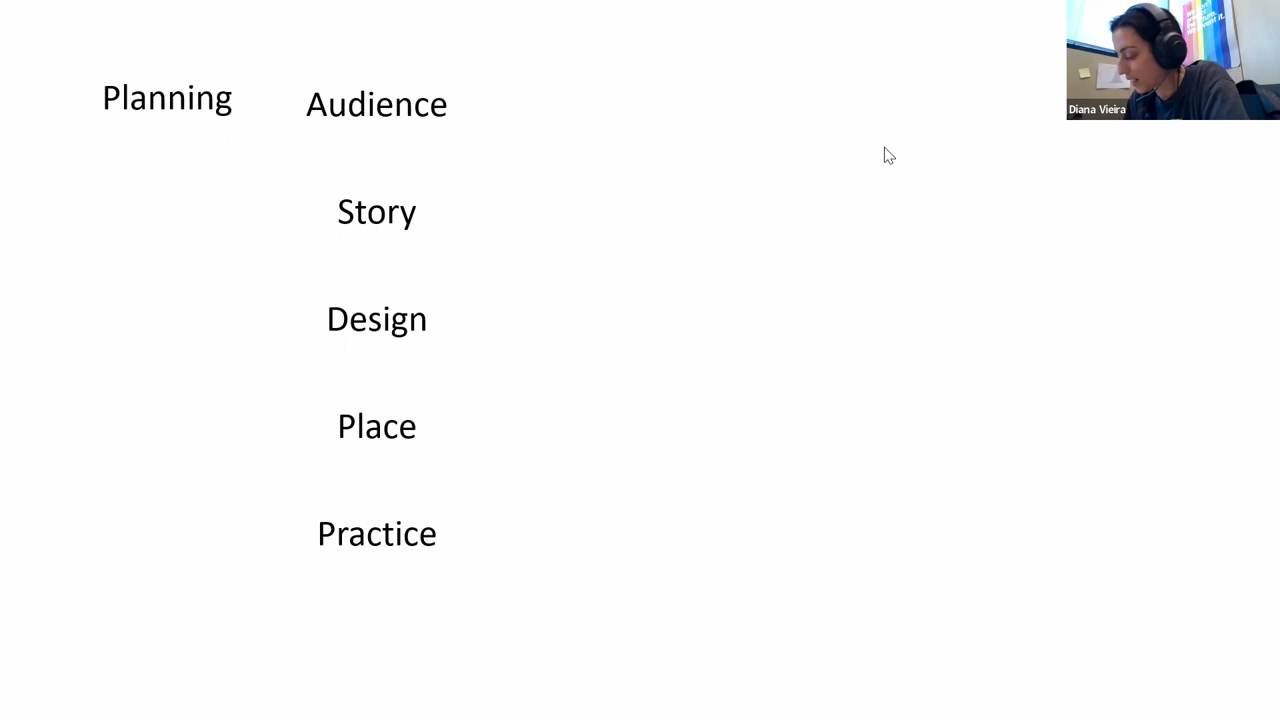 Planning
Audience
Story
Design
Place
Practice
Diana Vieira